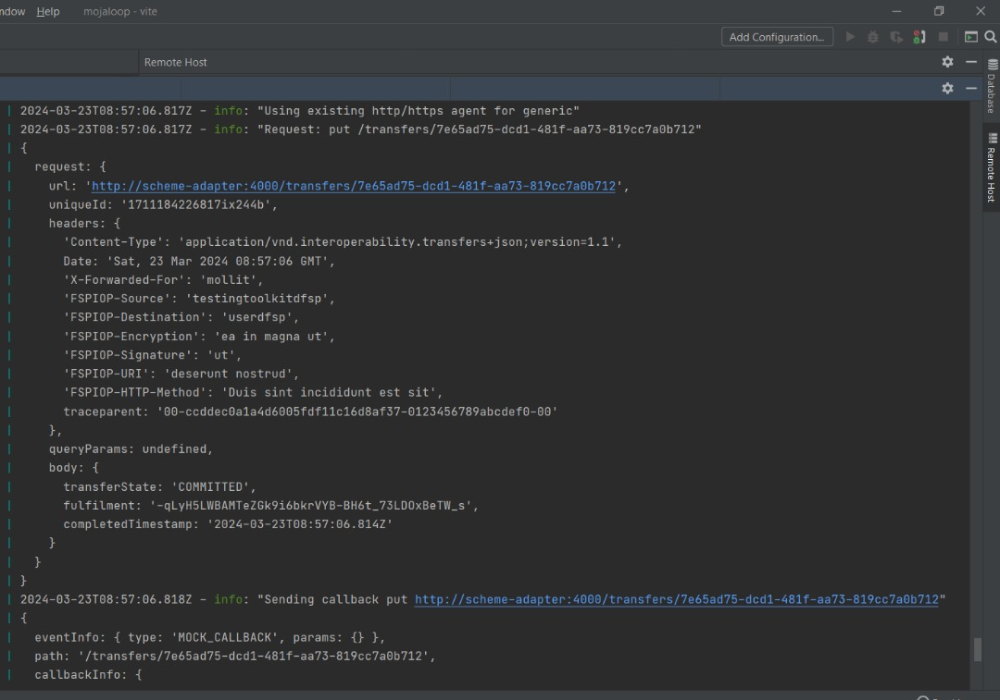 ndow Help mojaloop - vite
Add Configuration...
Remote Host
Database
Remote Host
| 2024-03-23T08:57:06.817Z - info: "Using existing http/https agent for generic"
| 2024-03-23T08:57:06.817Z - info: "Request: put /transfers/7e65ad75-dcd1-481f-aa73-819cc7a0b712"
| {
|   request: {
|     url: 'http://scheme-adapter:4000/transfers/7e65ad75-dcd1-481f-aa73-819cc7a0b712',
|     uniqueId: '1711184226817ix244b',
|     headers: {
|       'Content-Type': 'application/vnd.interoperability.transfers+json;version=1.1',
|       Date: 'Sat, 23 Mar 2024 08:57:06 GMT',
|       'X-Forwarded-For': 'mollit',
|       'FSPIOP-Source': 'testingtoolkitdfsp',
|       'FSPIOP-Destination': 'userdfsp',
|       'FSPIOP-Encryption': 'ea in magna ut',
|       'FSPIOP-Signature': 'ut',
|       'FSPIOP-URI': 'deserunt nostrud',
|       'FSPIOP-HTTP-Method': 'Duis sint incididunt est sit',
|       traceparent: '00-ccddec0a1a4d6005fdf11c16d8af37-0123456789abcdef0-00'
|     },
|     queryParams: undefined,
|     body: {
|       transferState: 'COMMITTED',
|       fulfilment: '-qLyH5LWBAMTeZGk9i6bkrVYB-BH6t_73LDOxBeTW_s',
|       completedTimestamp: '2024-03-23T08:57:06.814Z'
|     }
|   }
| }
| 2024-03-23T08:57:06.818Z - info: "Sending callback put http://scheme-adapter:4000/transfers/7e65ad75-dcd1-481f-aa73-819cc7a0b712"
| {
|   eventInfo: { type: 'MOCK_CALLBACK', params: {} },
|   path: '/transfers/7e65ad75-dcd1-481f-aa73-819cc7a0b712',
|   callbackInfo: {